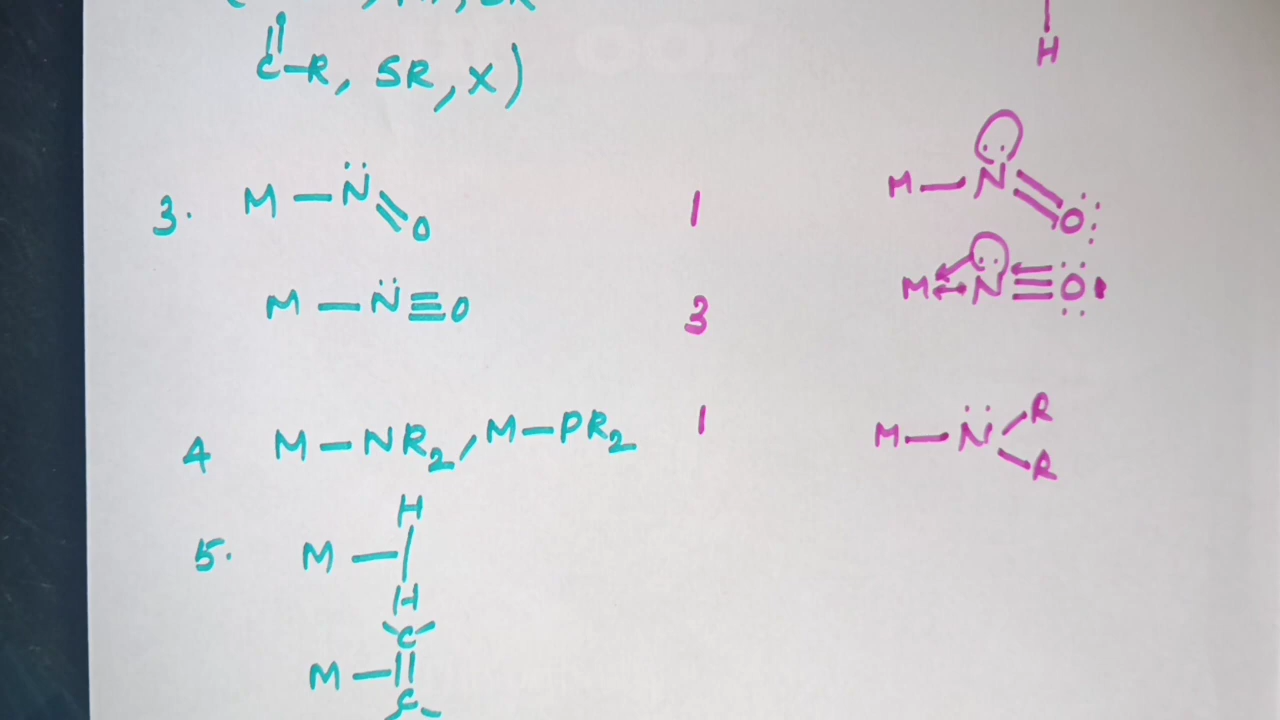 H
C–R, SR, X)
3. M – N̈ = O 1 M – N̈ = O
M – N̈ ≡ O 3 M N ≡ O
4 M – NR₂, M – PR₂ 1 M – N̈ R R
5. M – H H
M – C = C